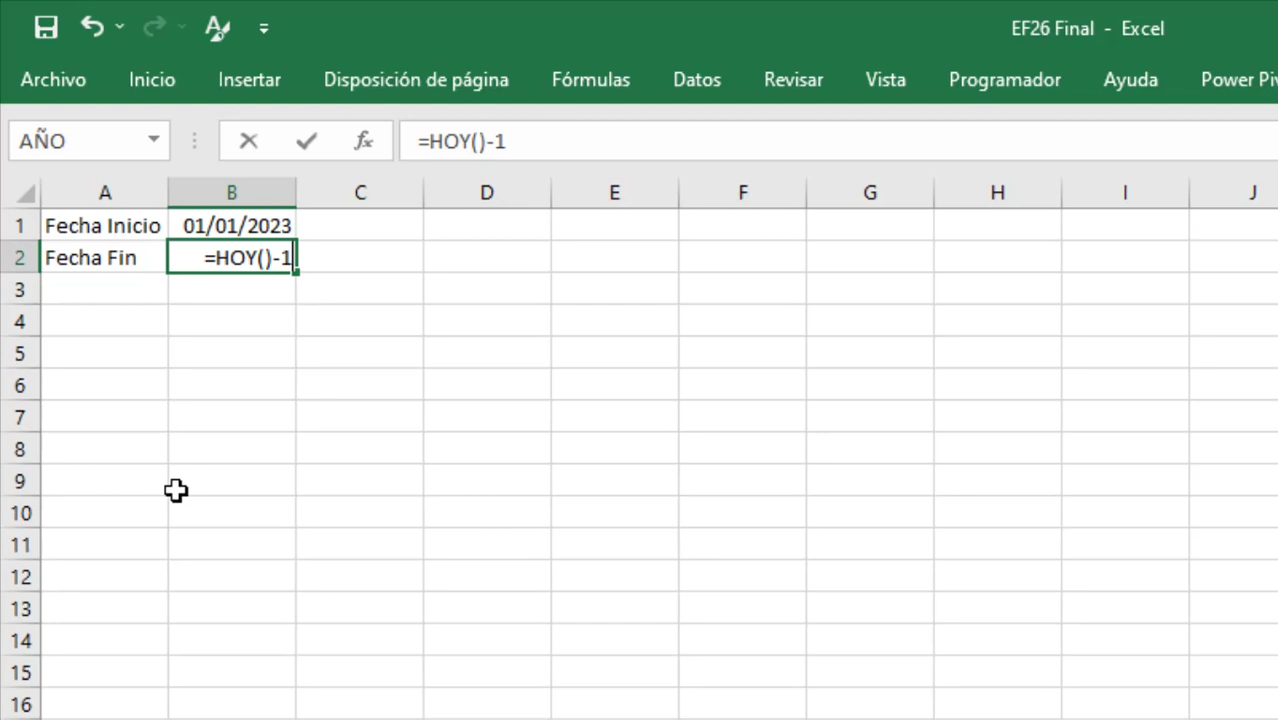 EF26 Final - Excel
Archivo Inicio Insertar Disposición de página Fórmulas Datos Revisar Vista Programador Ayuda Power Piv
AÑO fx =HOY()-1
A B C D E F G H I J
1 Fecha Inicio 01/01/2023
2 Fecha Fin =HOY()-1
3
4
5
6
7
8
9
10
11
12
13
14
15
16